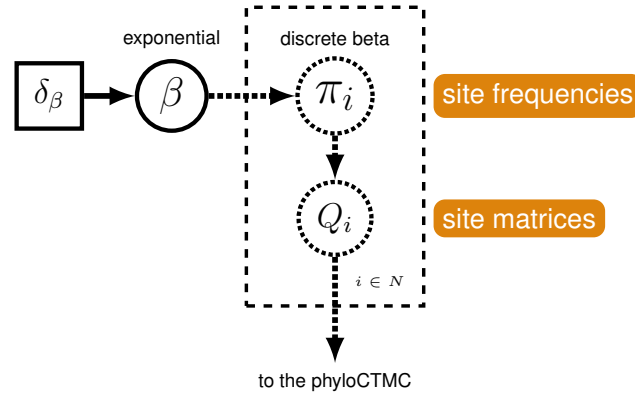 exponential
discrete beta
δβ
β
πi
site frequencies
Qi
site matrices
i ∈ N
to the phyloCTMC